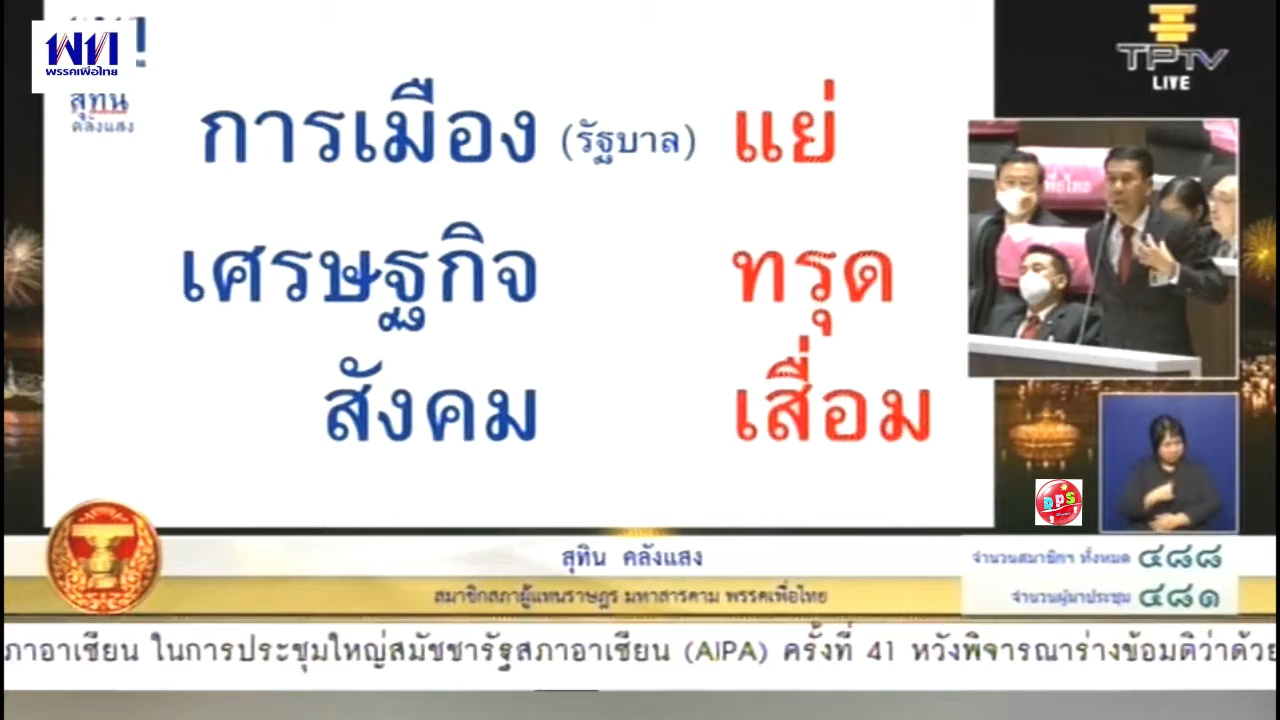 พท
พรรคเพื่อไทย
สุทิน
คลังแสง
การเมือง (รัฐบาล) แย่
เศรษฐกิจ ทรุด
สังคม เสื่อม
TPTV
LIVE
เพื่อไทย
DPS
สุทิน คลังแสง
สมาชิกสภาผู้แทนราษฎร มหาสารคาม พรรคเพื่อไทย
จำนวนสมาชิกฯ ทั้งหมด ๔๘๘
จำนวนผู้มาประชุม ๔๘๑
ภาอาเซียน ในการประชุมใหญ่สมัชชารัฐสภาอาเซียน (AIPA) ครั้งที่ 41 หวังพิจารณาร่างข้อมติว่าด้วย